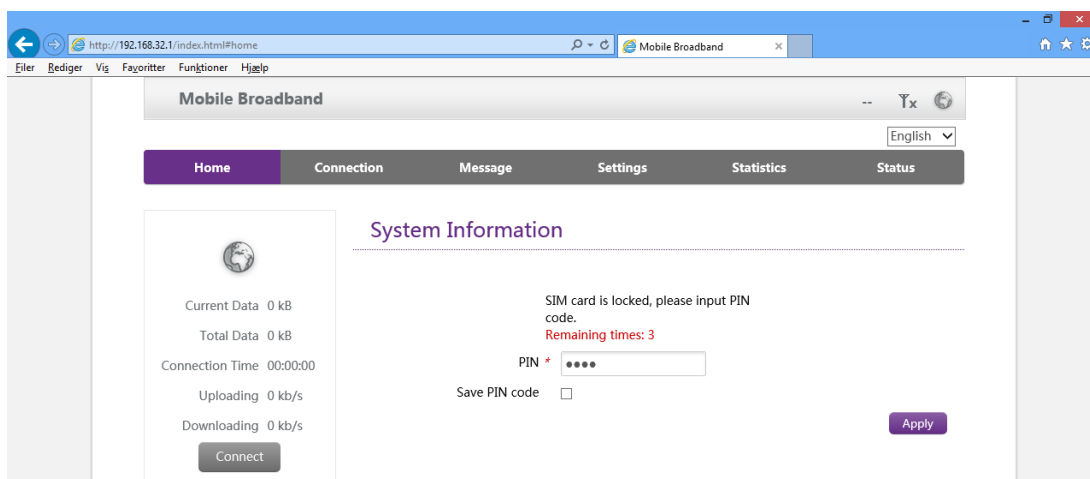 http://192.168.32.1/index.html#home
Mobile Broadband
Filer Rediger Vis Favoritter Funktioner Hjælp
Mobile Broadband
--
English
Home Connection Message Settings Statistics Status
System Information
SIM card is locked, please input PIN
code.
Remaining times: 3
PIN * ••••
Save PIN code
Apply
Current Data 0 kB
Total Data 0 kB
Connection Time 00:00:00
Uploading 0 kb/s
Downloading 0 kb/s
Connect